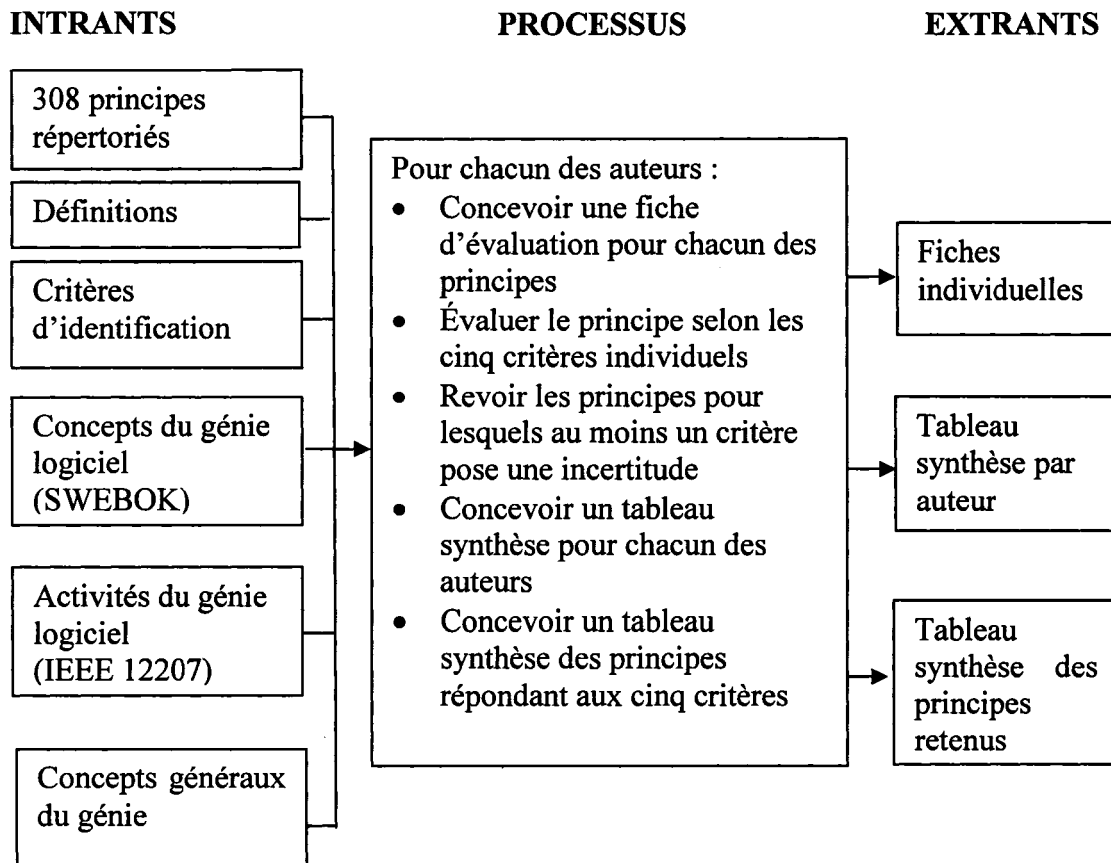 INTRANTS
PROCESSUS
EXTRANTS
308 principes
répertoriés
Définitions
Critères
d'identification
Concepts du génie
logiciel
(SWEBOK)
Activités du génie
logiciel
(IEEE 12207)
Concepts généraux
du génie
Pour chacun des auteurs :
• Concevoir une fiche
d'évaluation pour chacun des
principes
• Évaluer le principe selon les
cinq critères individuels
• Revoir les principes pour
lesquels au moins un critère
pose une incertitude
• Concevoir un tableau
synthèse pour chacun des
auteurs
• Concevoir un tableau
synthèse des principes
répondant aux cinq critères
Fiches
individuelles
Tableau
synthèse par
auteur
Tableau
synthèse des
principes
retenus